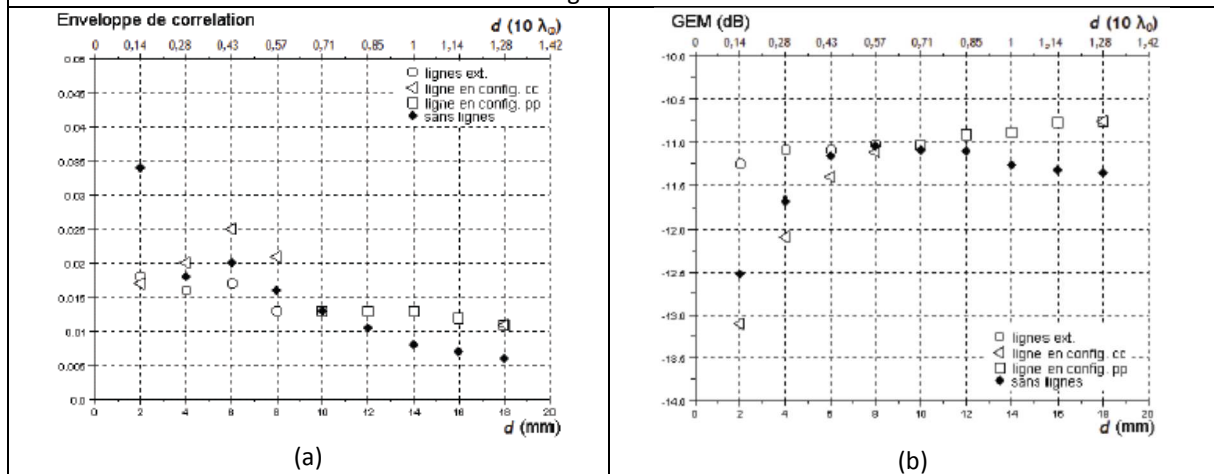 Enveloppe de correlation
d (10 λ₀)
0 0,14 0,28 0,43 0,57 0,71 0,85 1 1,14 1,28 1,42
0.05
0.045
0.04
0.035
0.03
0.025
0.02
0.015
0.01
0.005
0.0
lignes ext.
ligne en config. cc
ligne en config. pp
sans lignes
0 2 4 6 8 10 12 14 16 18 20
d (mm)
(a)
GEM (dB)
d (10 λ₀)
0 0,14 0,28 0,43 0,57 0,71 0,85 1 1,14 1,28 1,42
-10.0
-10.5
-11.0
-11.5
-12.0
-12.5
-13.0
-13.5
-14.0
lignes ext.
ligne en config. cc
ligne en config. pp
sans lignes
0 2 4 6 8 10 12 14 16 18 20
d (mm)
(b)